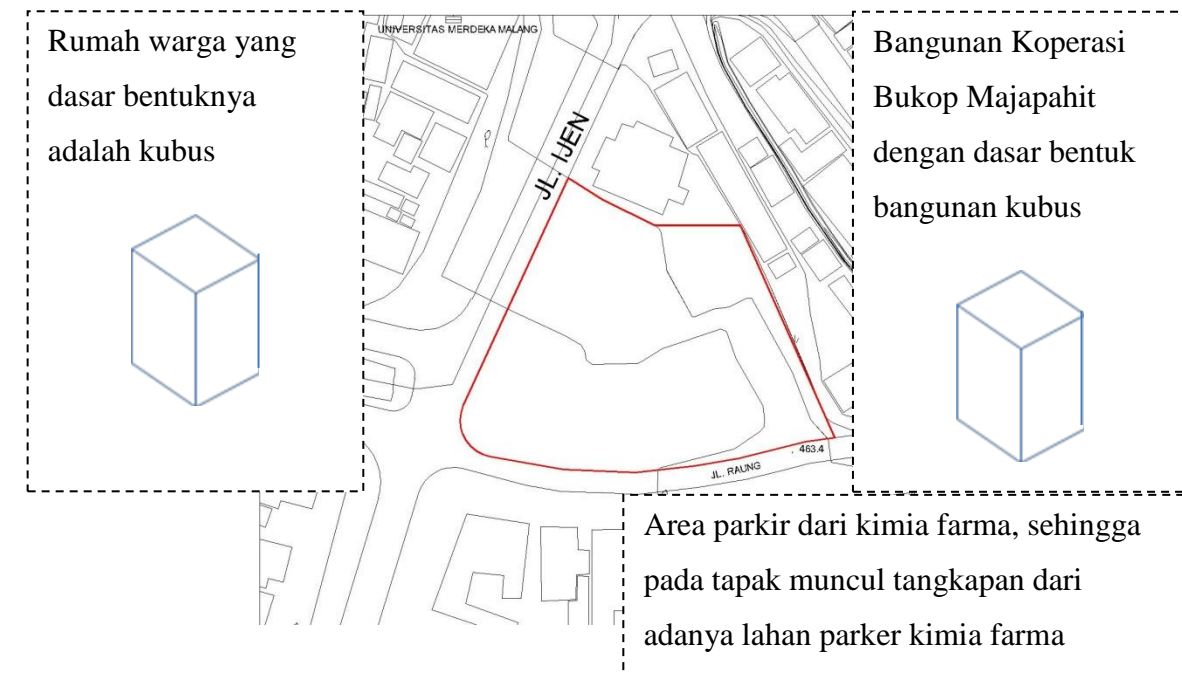 Rumah warga yang
dasar bentuknya
adalah kubus
UNIVERSITAS MERDEKA MALANG
JL. IJEN
463.4
JL. RAUNG
Bangunan Koperasi
Bukop Majapahit
dengan dasar bentuk
bangunan kubus
Area parkir dari kimia farma, sehingga
pada tapak muncul tangkapan dari
adanya lahan parker kimia farma